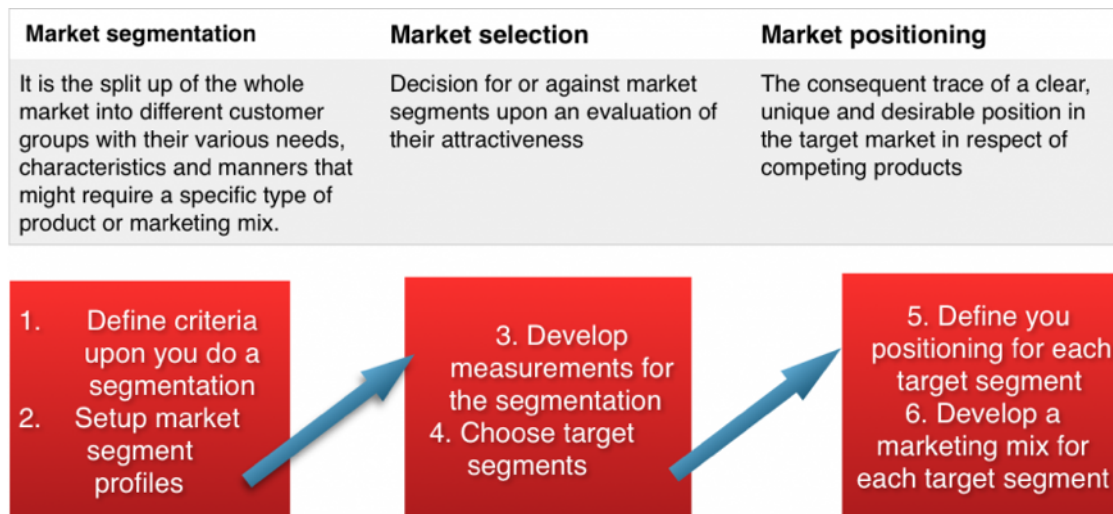 Market segmentation
It is the split up of the whole
market into different customer
groups with their various needs,
characteristics and manners that
might require a specific type of
product or marketing mix.
Market selection
Decision for or against market
segments upon an evaluation of
their attractiveness
Market positioning
The consequent trace of a clear,
unique and desirable position in
the target market in respect of
competing products
1. Define criteria
upon you do a
segmentation
2. Setup market
segment
profiles
3. Develop
measurements for
the segmentation
4. Choose target
segments
5. Define you
positioning for each
target segment
6. Develop a
marketing mix for
each target segment